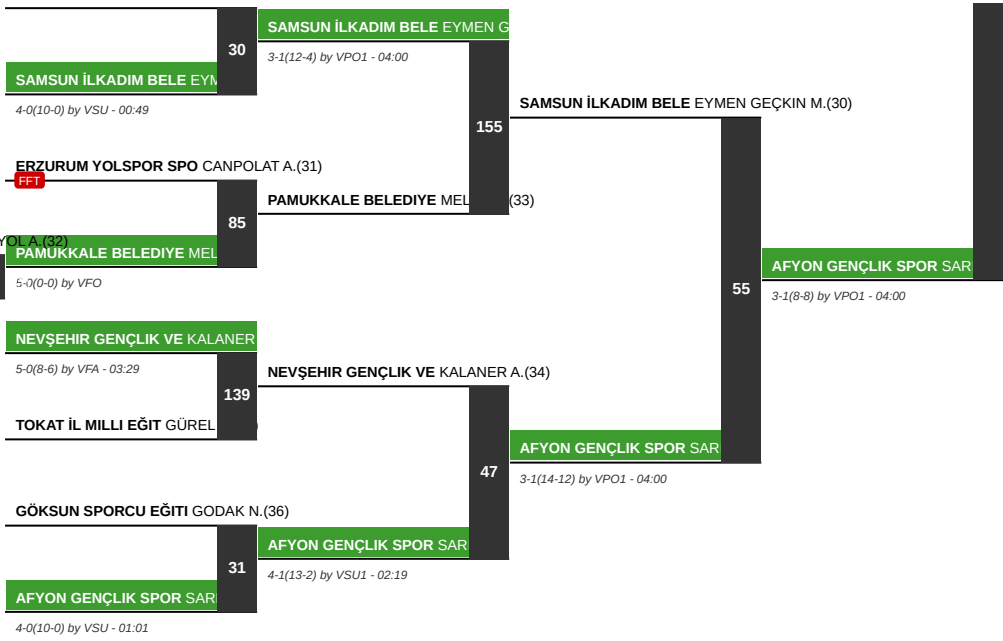 SAMSUN İLKADIM BELE EYMEN G
30
3-1(12-4) by VPO1 - 04:00
SAMSUN İLKADIM BELE EYM
4-0(10-0) by VSU - 00:49
SAMSUN İLKADIM BELE EYMEN GEÇKIN M.(30)
155
ERZURUM YOLSPOR SPO CANPOLAT A.(31)
FFT
PAMUKKALE BELEDIYE MEL (33)
85
YOL A.(32)
PAMUKKALE BELEDIYE MEL
5-0(0-0) by VFO
AFYON GENÇLIK SPOR SAR
55
3-1(8-8) by VPO1 - 04:00
NEVŞEHIR GENÇLIK VE KALANER
5-0(8-6) by VFA - 03:29
NEVŞEHIR GENÇLIK VE KALANER A.(34)
139
TOKAT İL MILLI EĞIT GÜREL
AFYON GENÇLIK SPOR SAR
47
3-1(14-12) by VPO1 - 04:00
GÖKSUN SPORCU EĞITI GODAK N.(36)
AFYON GENÇLIK SPOR SAR
31
4-1(13-2) by VSU1 - 02:19
AFYON GENÇLIK SPOR SAR
4-0(10-0) by VSU - 01:01